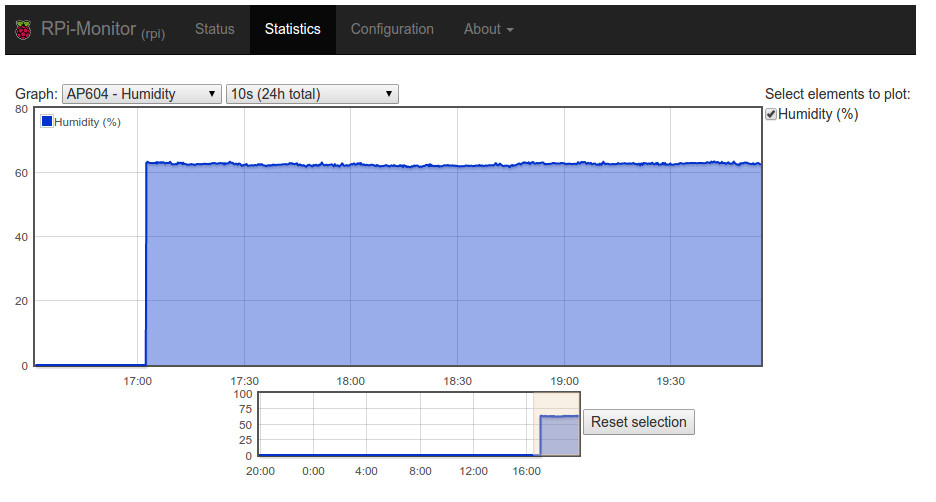 RPi-Monitor (rpi) Status Statistics Configuration About
Graph: AP604 - Humidity 10s (24h total) Select elements to plot:
Humidity (%)
80
Humidity (%)
60
40
20
0
17:00 17:30 18:00 18:30 19:00 19:30
100
75
50
25
0
Reset selection
20:00 0:00 4:00 8:00 12:00 16:00